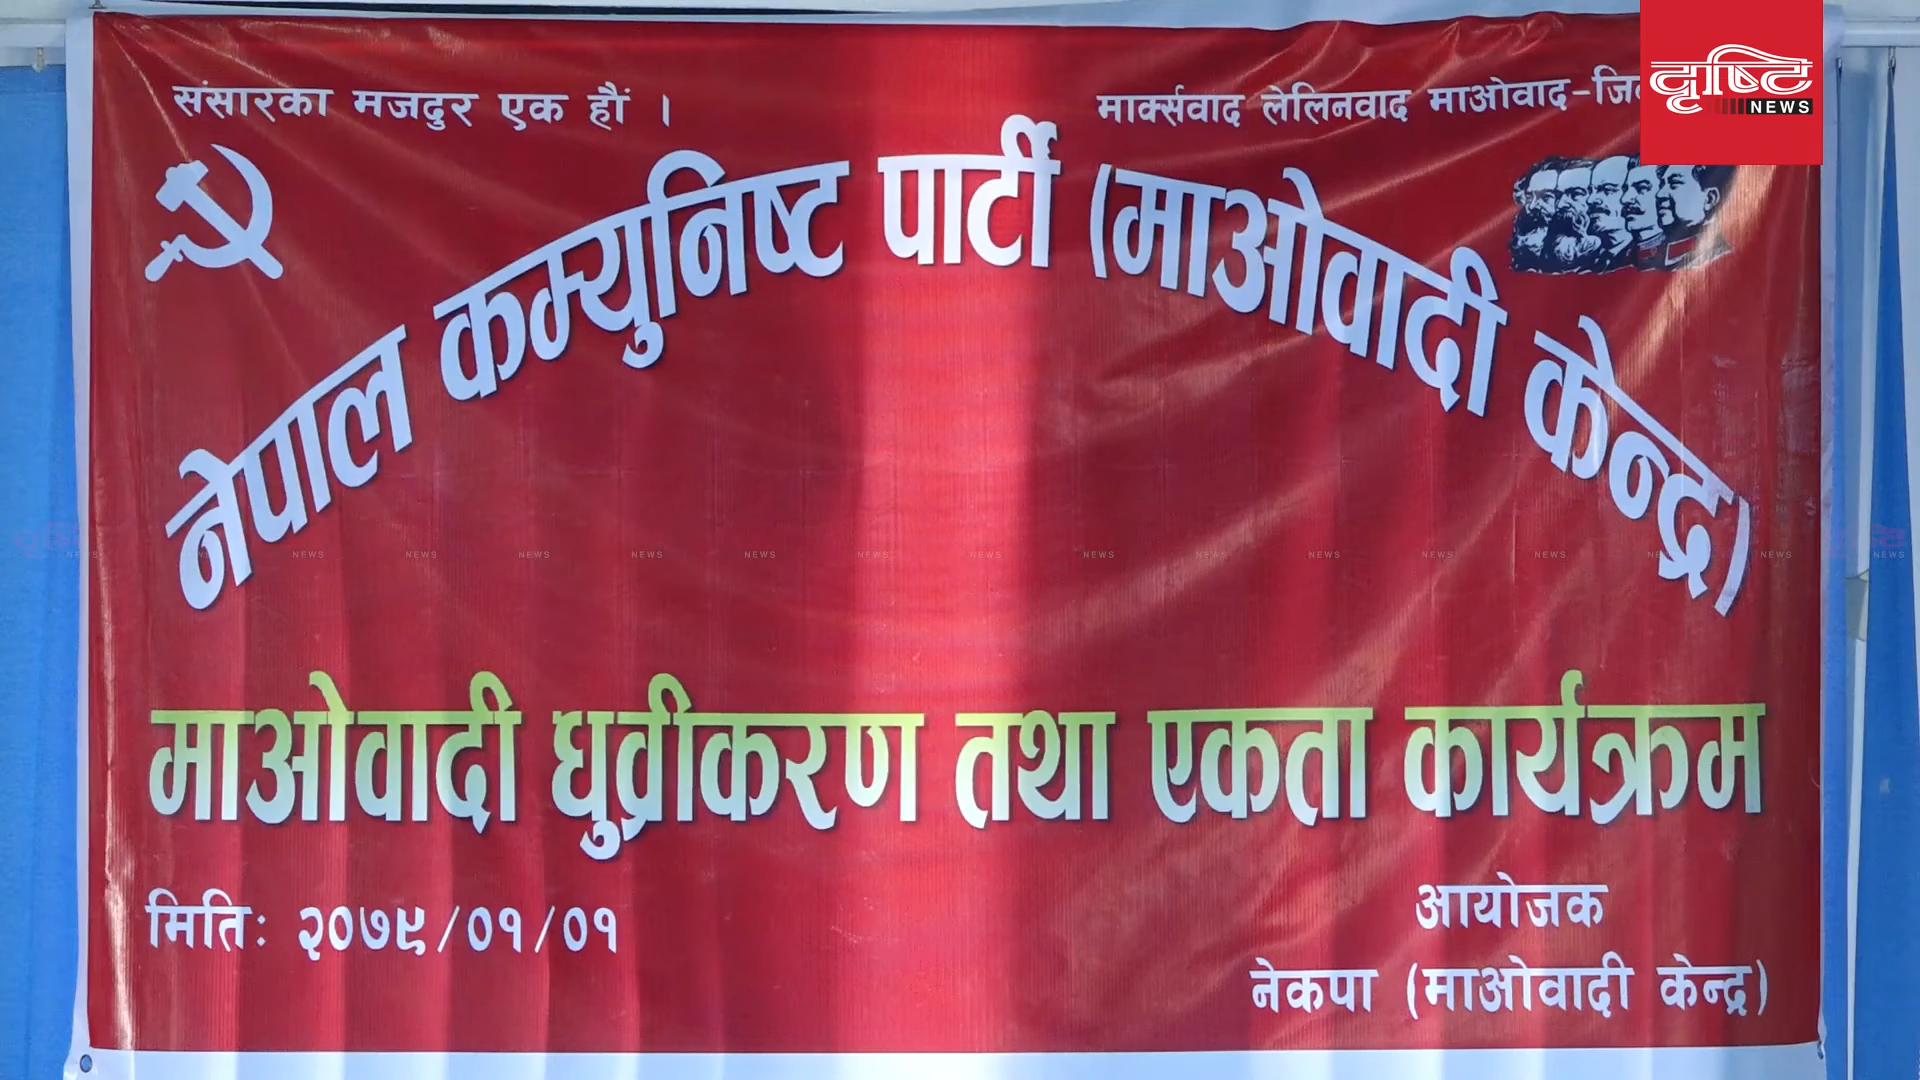 संसारका मजदुर एक हौं ।
मार्क्सवाद लेलिनवाद माओवाद-
दृष्टि
NEWS
नेपाल कम्युनिष्ट पार्टी (माओवादी केन्द्र)
माओवादी धुव्रीकरण तथा एकता कार्यक्रम
मितिः २०७९/०१/०१
आयोजक
नेकपा (माओवादी केन्द्र)